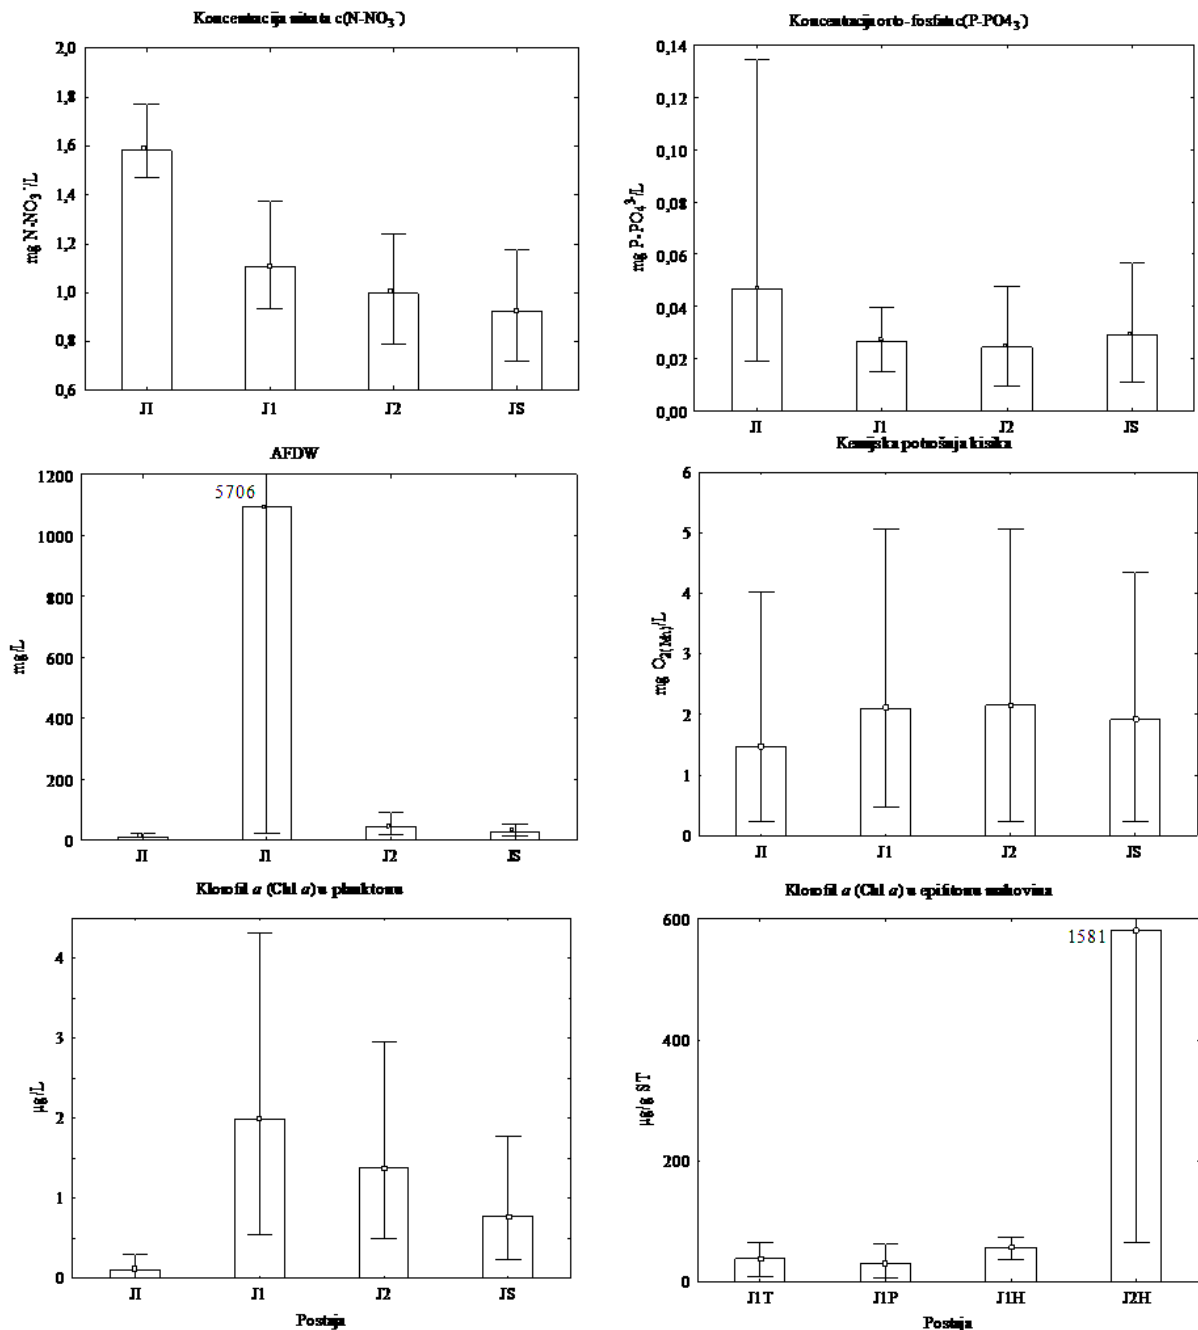 Koncentracija nitrata c(N-NO3-)
2,0
1,8
1,6
1,4
1,2
1,0
0,8
0,6
mg N-NO3-/L
JI J1 J2 JS
Koncentracija orto-fosfata c(P-PO43)
0,14
0,12
0,10
0,08
0,06
0,04
0,02
0,00
mg P-PO43-/L
JI J1 J2 JS
AFDW
1200
1000
800
600
400
200
0
mg/L
5706
JI J1 J2 JS
Kemijska potrošnja kisika
6
5
4
3
2
1
0
mg O2(Mn)/L
JI J1 J2 JS
Klorofil a (Chl a) u planktonu
4
3
2
1
0
µg/L
JI J1 J2 JS
Postaja
Klorofil a (Chl a) u epifitonu mahovina
600
400
200
0
µg/g ST
1581
J1T J1P J1H J2H
Postaja